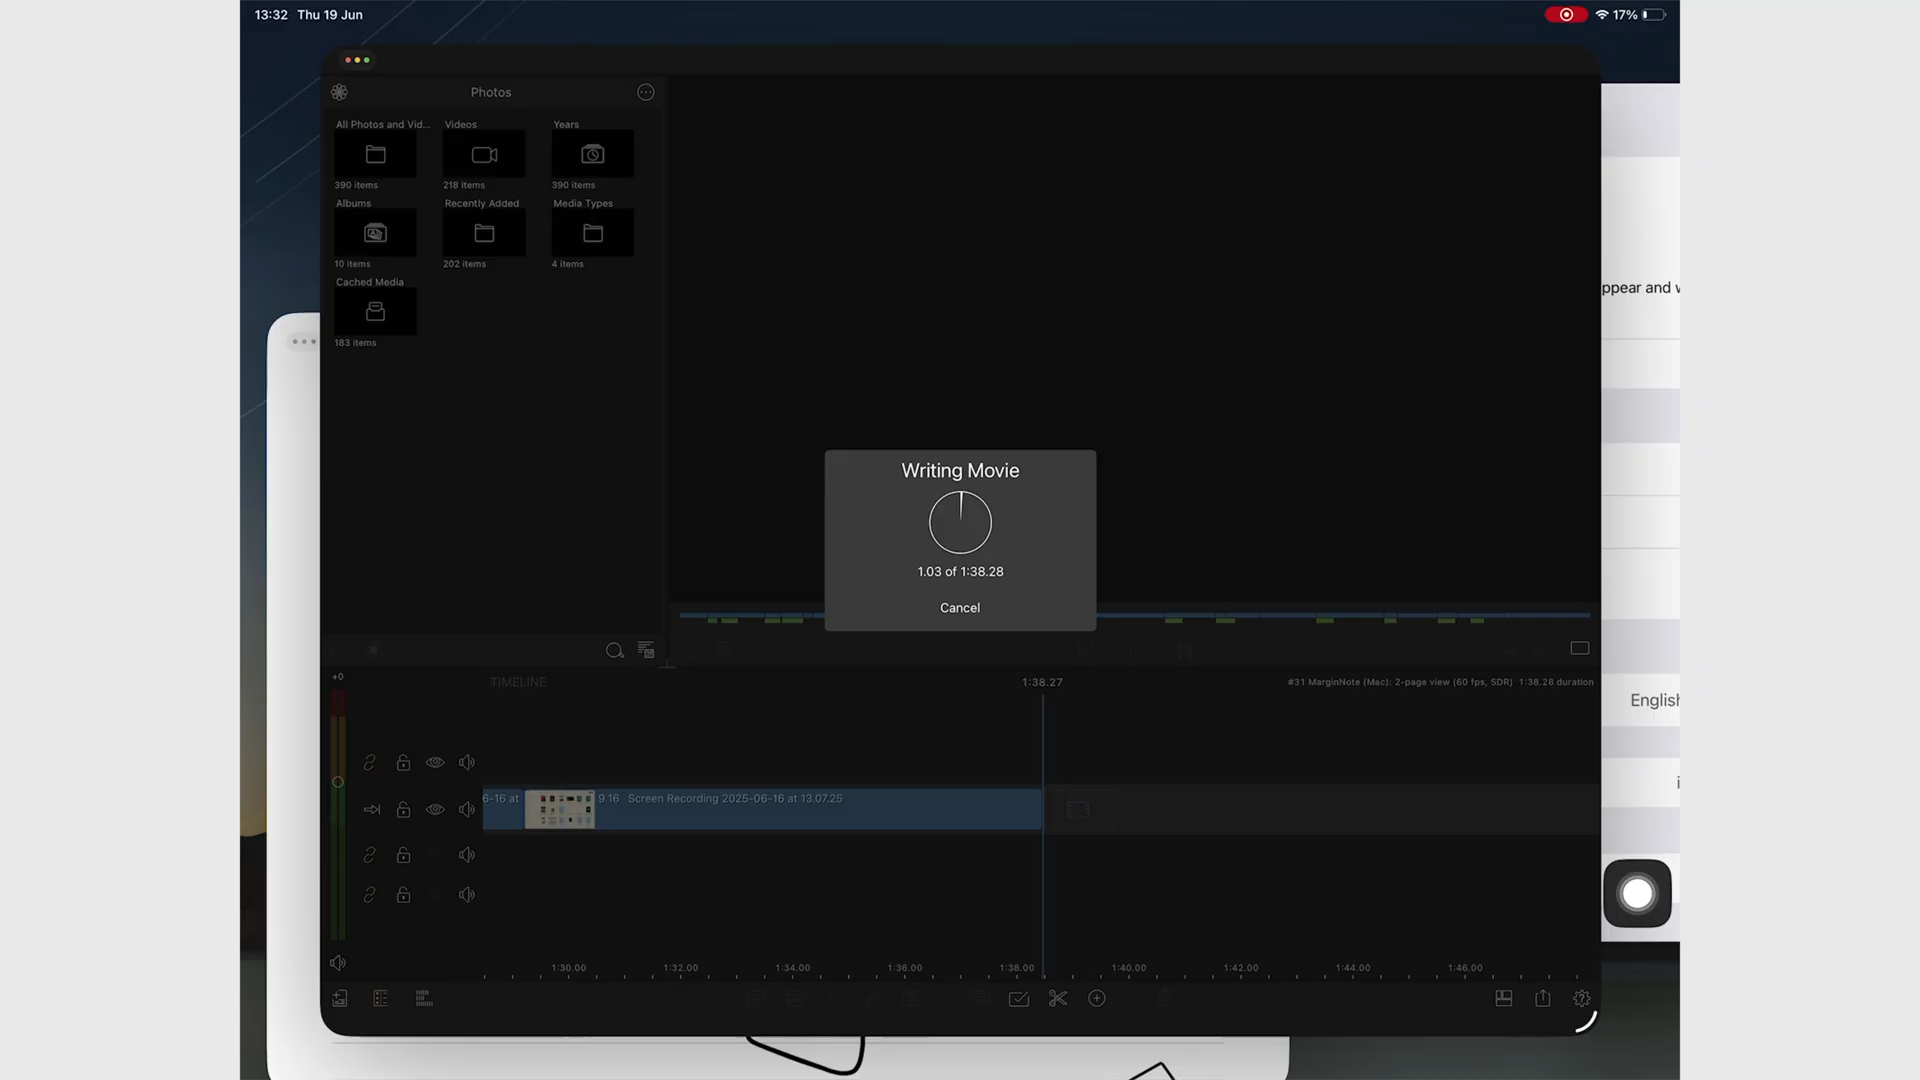 13:32 Thu 19 Jun
17%
Photos
All Photos and Vid... Videos Years
390 items 218 items 390 items
Albums Recently Added Media Types
10 items 202 items 4 items
Cached Media
183 items
ppear and
Writing Movie
1.03 of 1:38.28
Cancel
+0
TIMELINE
1:38.27
#31 MarginNote (Mac): 2-page view (60 fps, SDR) 1:38.28 duration
English
6-16 at
9.16 Screen Recording 2025-06-16 at 13.07.25
1:30.00 1:32.00 1:34.00 1:36.00 1:38.00 1:40.00 1:42.00 1:44.00 1:46.00